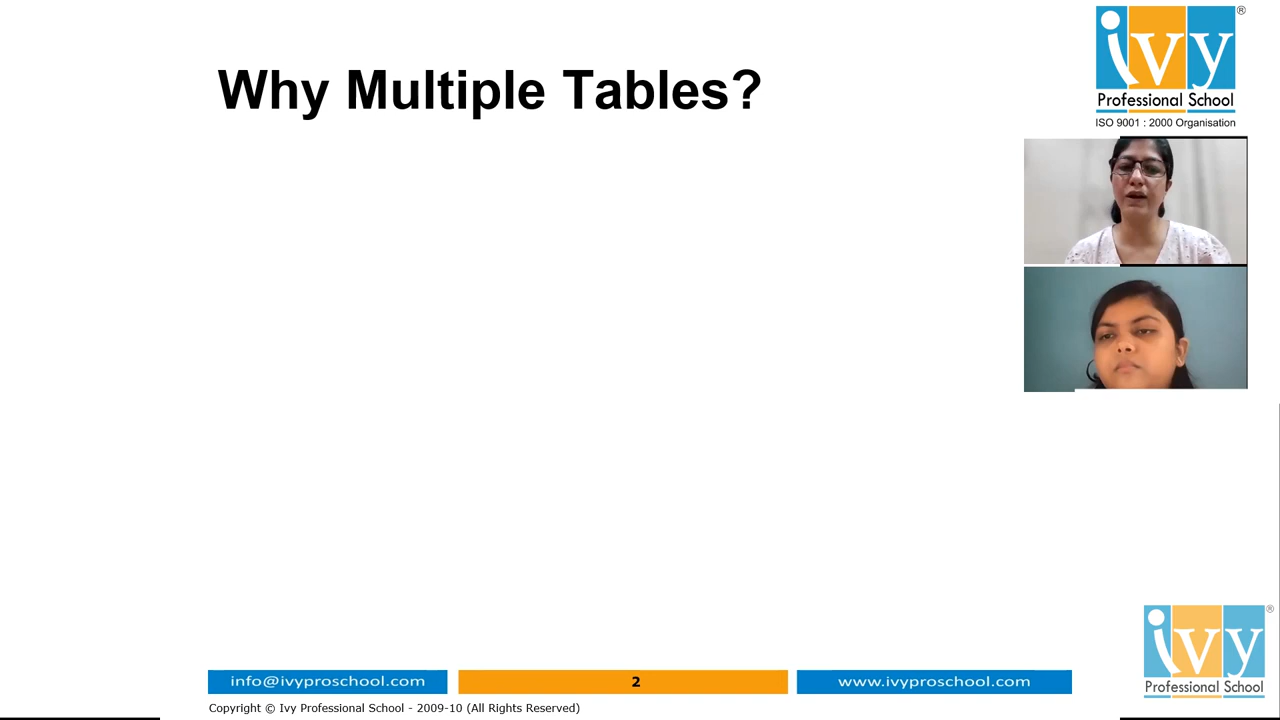 Why Multiple Tables?
ivy®
Professional School
ISO 9001 : 2000 Organisation
ivy®
Professional School
info@ivyproschool.com
2
www.ivyproschool.com
Copyright © Ivy Professional School - 2009-10 (All Rights Reserved)